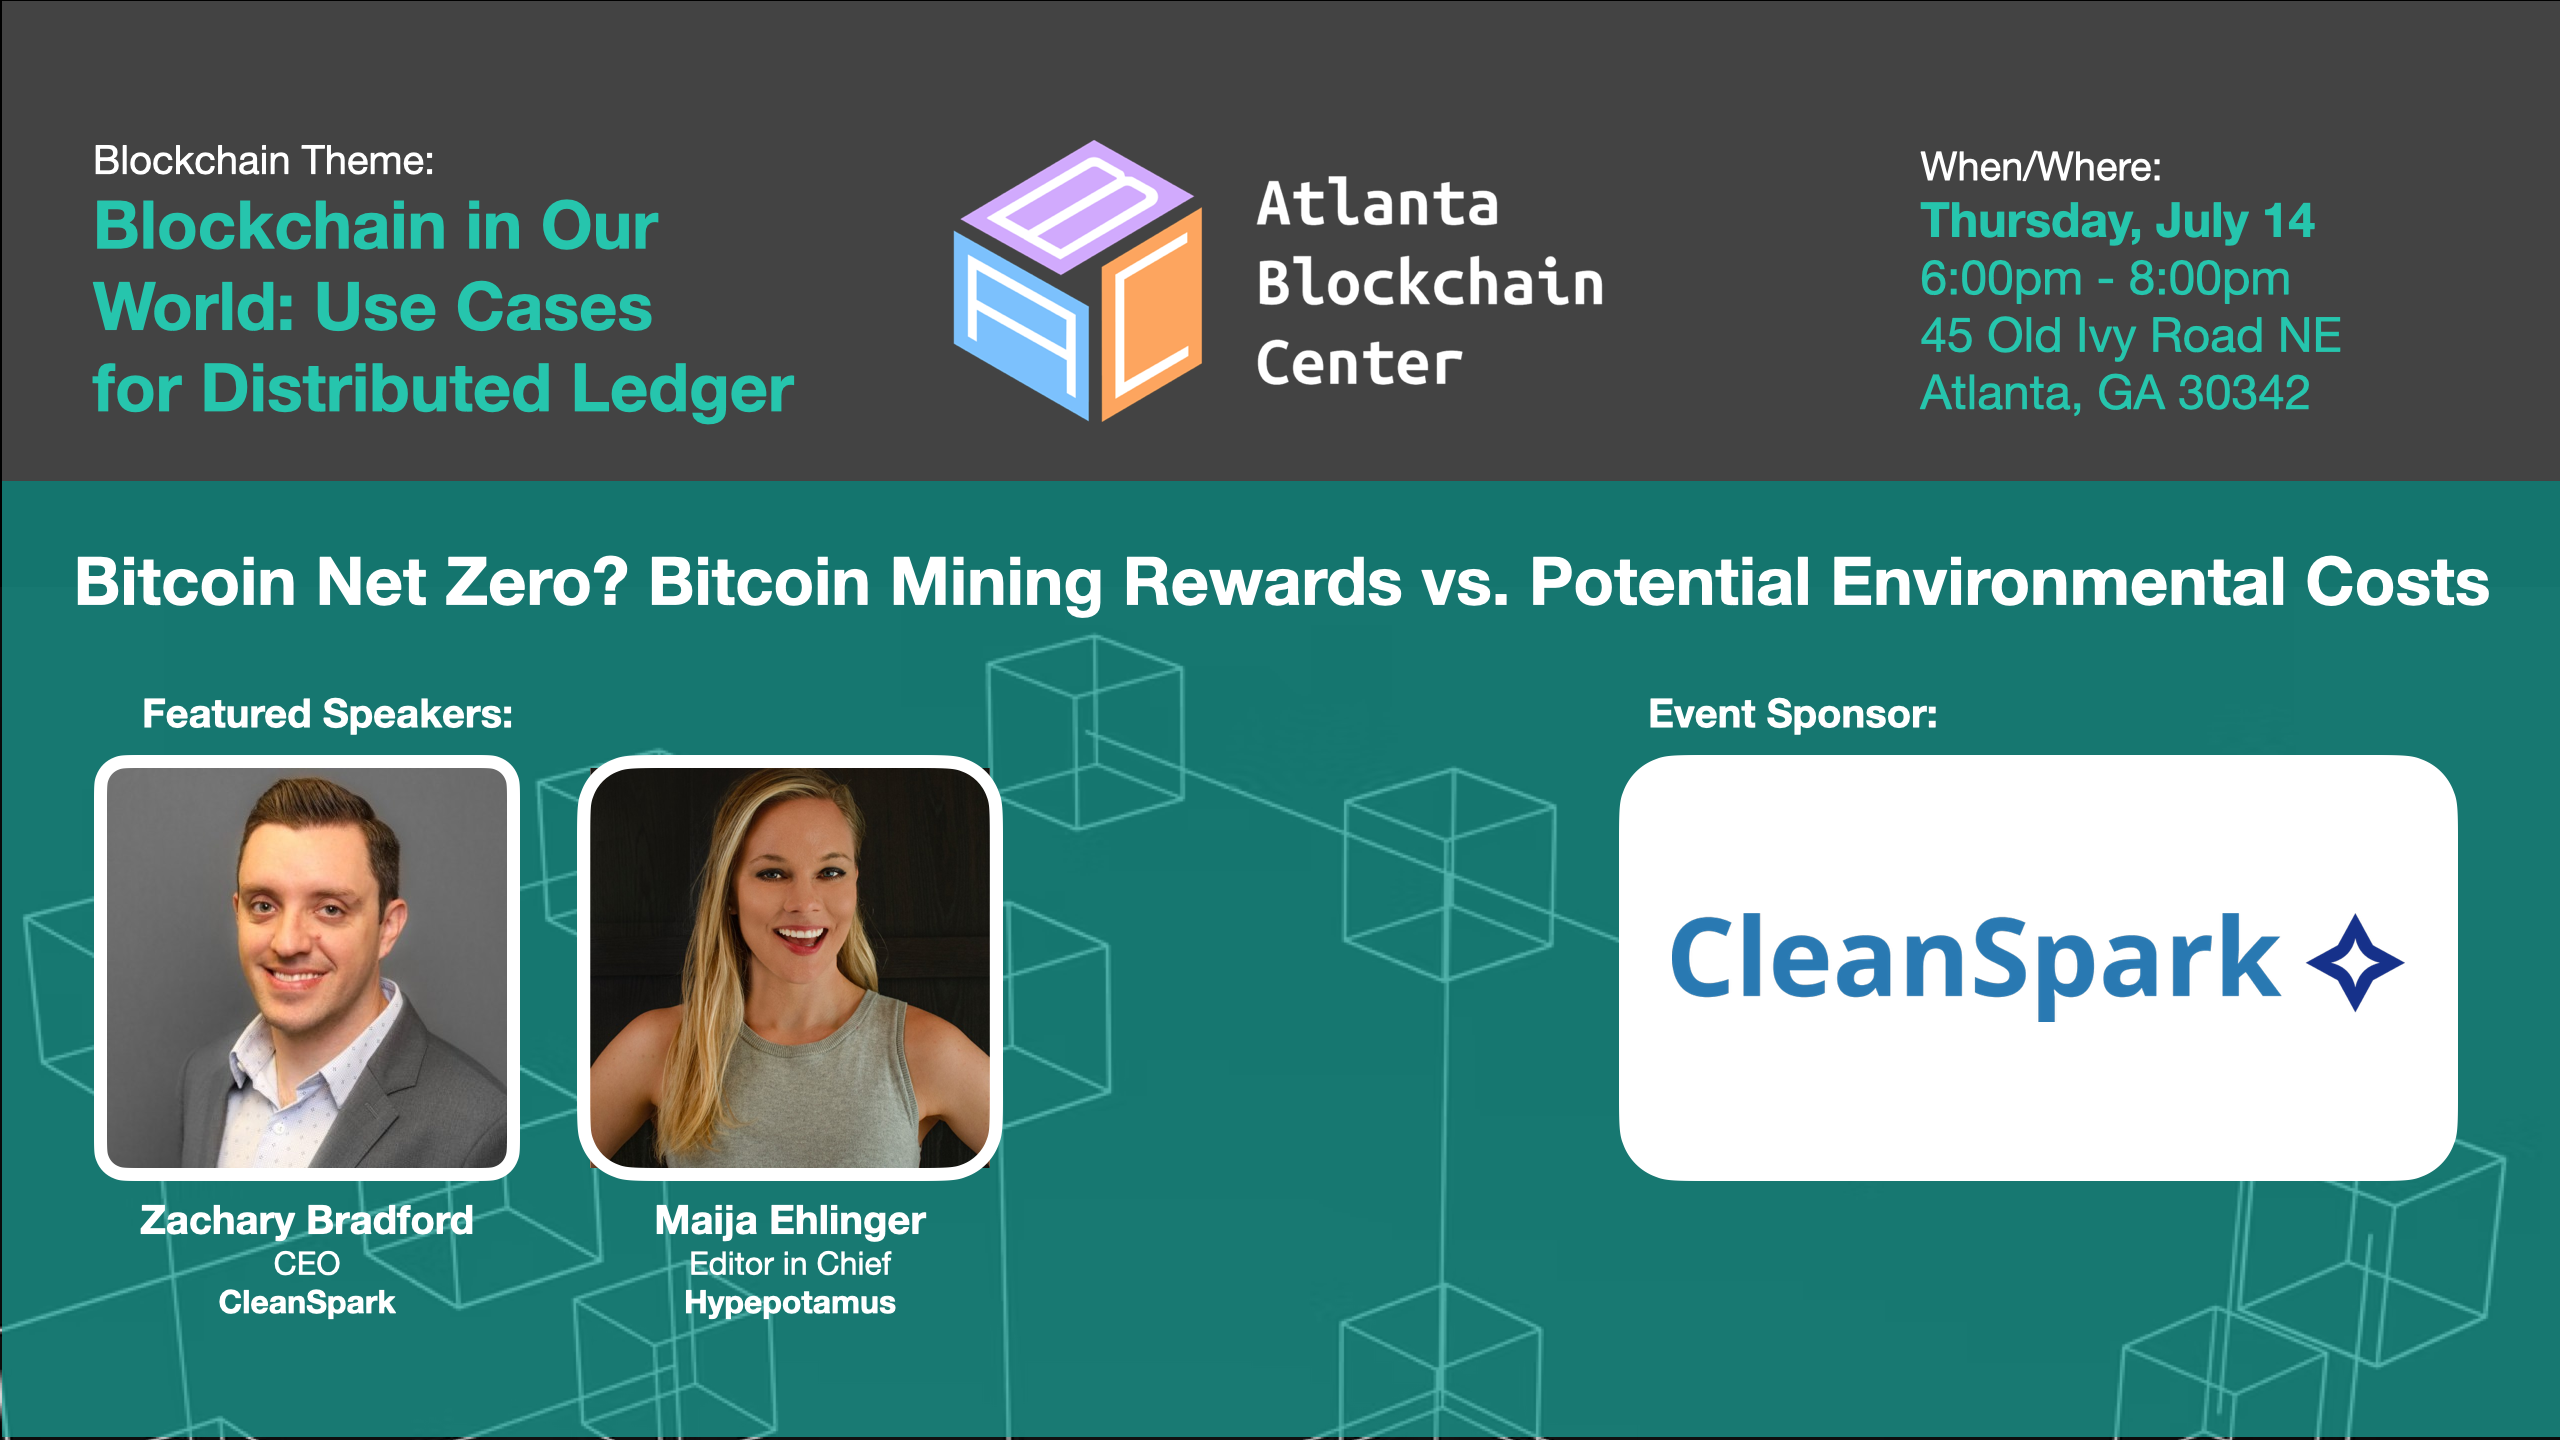 Blockchain Theme:
Blockchain in Our
World: Use Cases
for Distributed Ledger
B
A
C
Atlanta
Blockchain
Center
When/Where:
Thursday, July 14
6:00pm - 8:00pm
45 Old Ivy Road NE
Atlanta, GA 30342
Bitcoin Net Zero? Bitcoin Mining Rewards vs. Potential Environmental Costs
Featured Speakers:
Zachary Bradford
CEO
CleanSpark
Maija Ehlinger
Editor in Chief
Hypepotamus
Event Sponsor:
CleanSpark